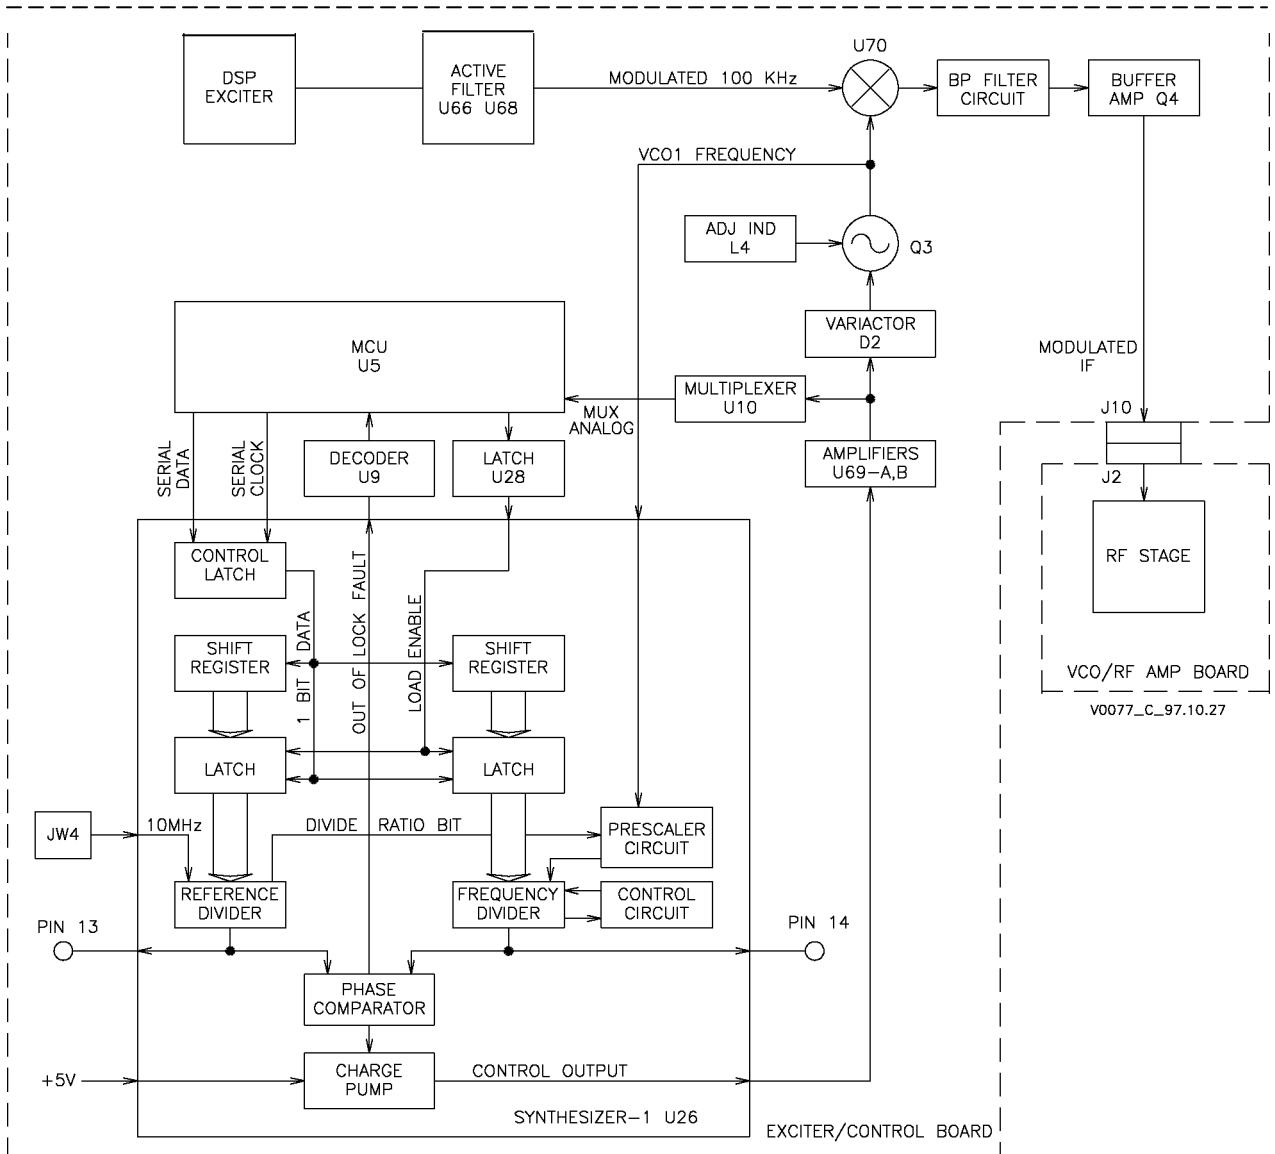 U70
DSP
EXCITER
ACTIVE
FILTER
U66 U68
MODULATED 100 KHz
BP FILTER
CIRCUIT
BUFFER
AMP Q4
VCO1 FREQUENCY
ADJ IND
L4
Q3
VARIACTOR
D2
MCU
U5
MODULATED
IF
MULTIPLEXER
U10
MUX
ANALOG
J10
SERIAL
DATA
SERIAL
CLOCK
DECODER
U9
LATCH
U28
AMPLIFIERS
U69-A,B
J2
RF STAGE
CONTROL
LATCH
1 BIT DATA
OUT OF LOCK FAULT
LOAD ENABLE
SHIFT
REGISTER
SHIFT
REGISTER
VCO/RF AMP BOARD
V0077_C_97.10.27
LATCH
LATCH
JW4
10MHz
DIVIDE RATIO BIT
PRESCALER
CIRCUIT
REFERENCE
DIVIDER
FREQUENCY
DIVIDER
CONTROL
CIRCUIT
PIN 13
PIN 14
PHASE
COMPARATOR
+5V
CHARGE
PUMP
CONTROL OUTPUT
SYNTHESIZER-1 U26
EXCITER/CONTROL BOARD